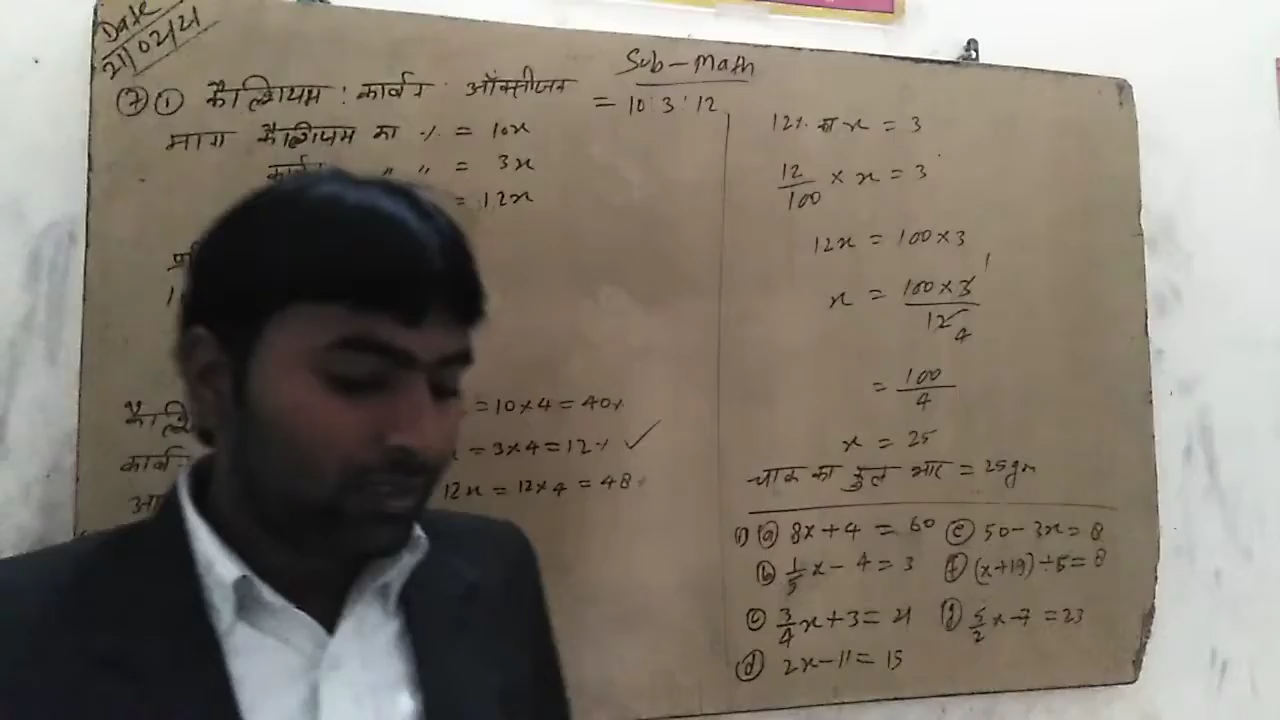 Date
21/02/21
Sub-Math
⑦ ① कैल्शियम : कार्बन : ऑक्सीजन = 10:3:12
माना कैल्शियम का % = 10x
कार्बन " " = 3x
= 12x
= 10×4 = 40%
= 3×4 = 12% ✓
12x = 12×4 = 48
12% का x = 3
12/100 × x = 3
12x = 100×3
x = 100×3/12
1
4
= 100/4
x = 25
चाक का कुल भार = 25gm
1) ⓐ 8x+4 = 60 ⓔ 50-3x = 8
ⓑ 1/5 x - 4 = 3 ⓕ (x+19)÷5 = 8
ⓒ 3/4 x + 3 = 21 ⓖ 5/2 x - 7 = 23
ⓓ 2x-11 = 15